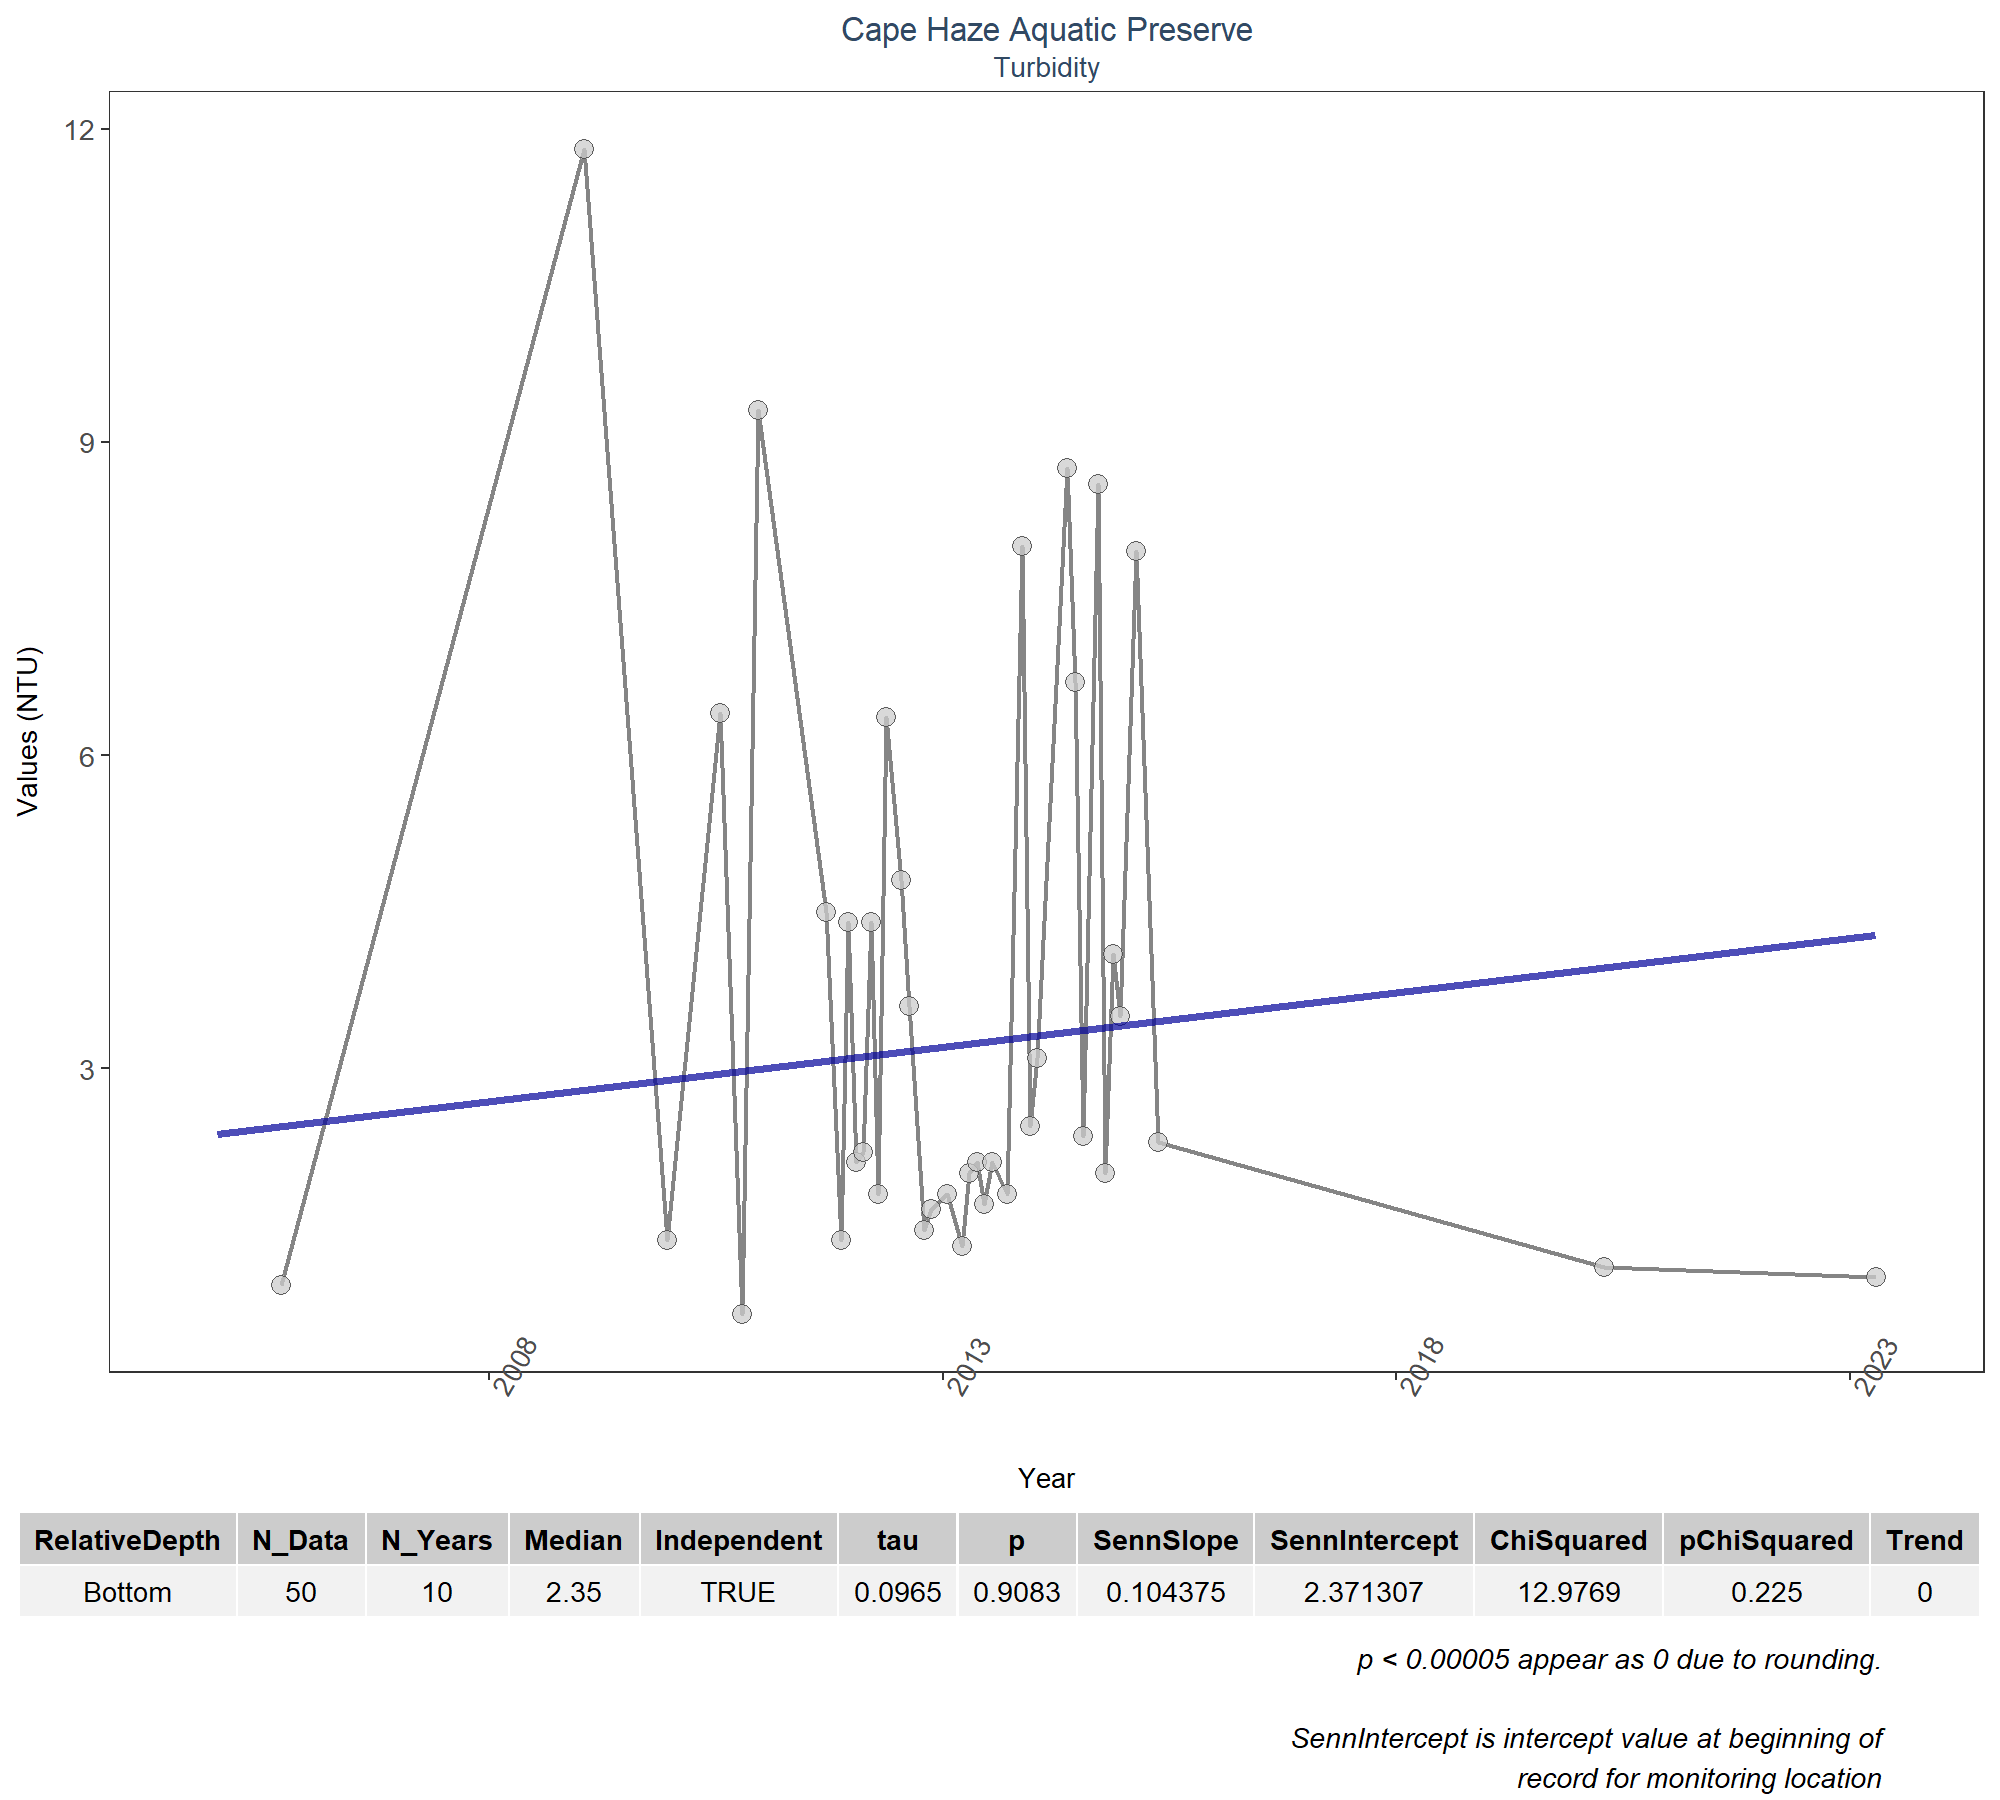 Cape Haze Aquatic Preserve
Turbidity
12
9
6
3
Values (NTU)
2008
2013
2018
2023
Year
RelativeDepth N_Data N_Years Median Independent tau p SennSlope SennIntercept ChiSquared pChiSquared Trend
Bottom 50 10 2.35 TRUE 0.0965 0.9083 0.104375 2.371307 12.9769 0.225 0
p < 0.00005 appear as 0 due to rounding.
SennIntercept is intercept value at beginning of
record for monitoring location